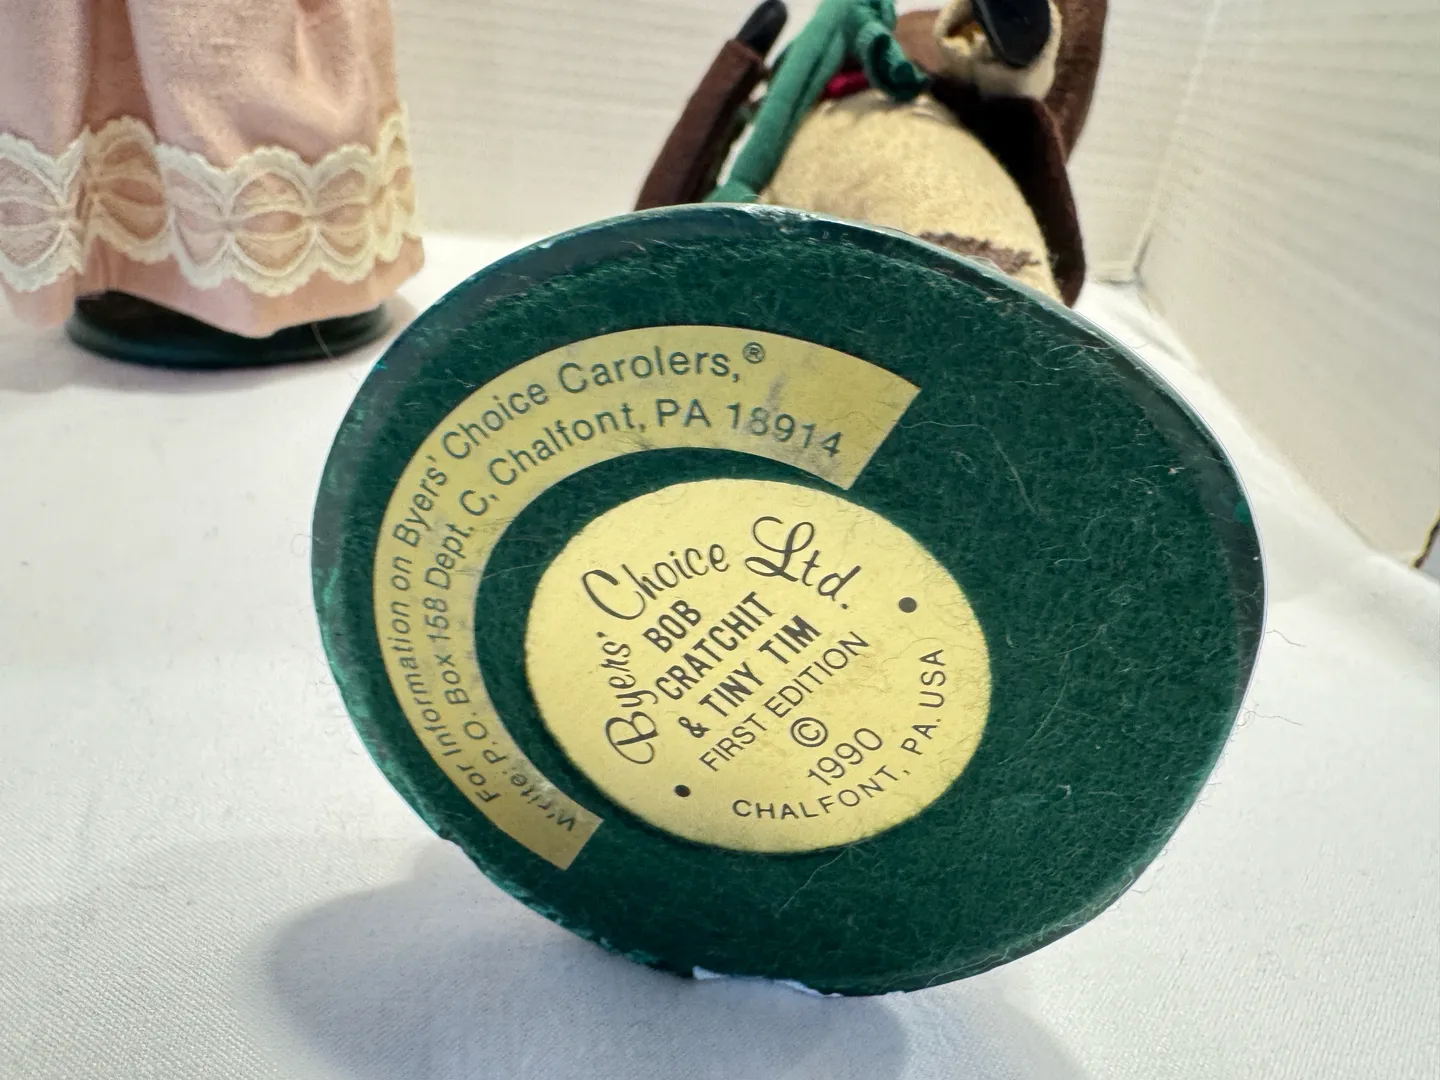 For Information on Byers' Choice Carolers,®
Write: P.O. Box 158 Dept. C, Chalfont, PA 18914
Byers' Choice Ltd.
BOB
CRATCHIT
& TINY TIM
FIRST EDITION
©
1990
CHALFONT, PA. USA